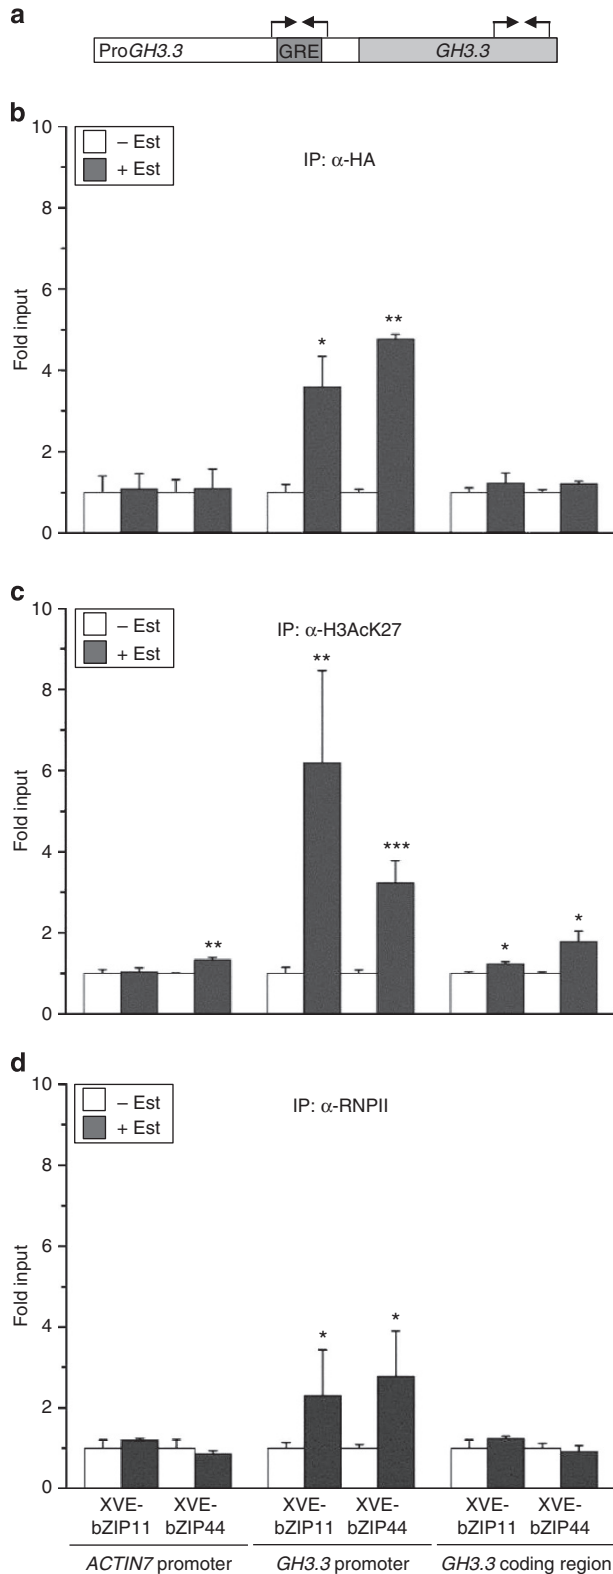 a
ProGH3.3 GRE GH3.3
b
10
8
6
4
2
0
Fold input
– Est
+ Est
IP: α-HA
*
**
c
10
8
6
4
2
0
Fold input
– Est
+ Est
IP: α-H3AcK27
**
**
***
*
*
d
10
8
6
4
2
0
Fold input
– Est
+ Est
IP: α-RNPII
*
*
XVE- XVE- XVE- XVE- XVE- XVE-
bZIP11 bZIP44 bZIP11 bZIP44 bZIP11 bZIP44
ACTIN7 promoter GH3.3 promoter GH3.3 coding region